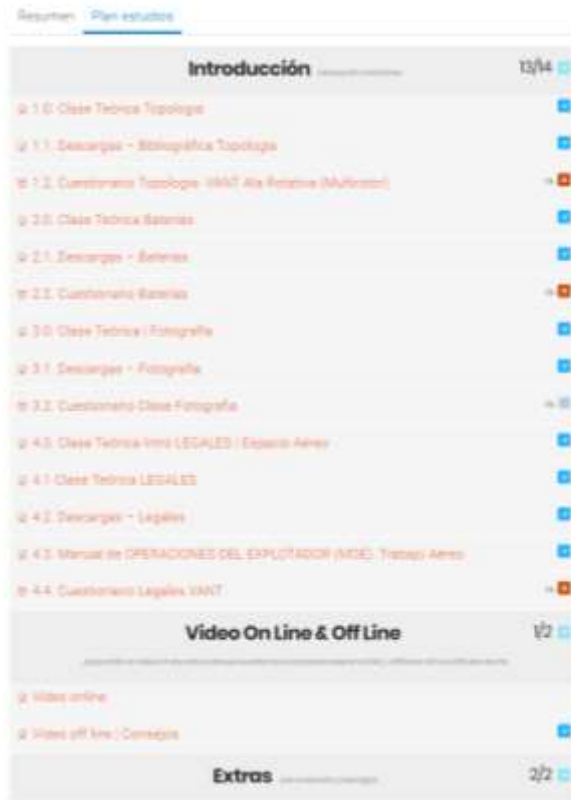 Resumen Plan estudios
Introducción 13/14
1.0. Clase Teórica Topología
1.1. Descargas – Bibliográfica Topología
1.2. Cuestionario Topología: VANT Ala Rotativa (Multirotor)
2.0. Clase Teórica Baterías
2.1. Descargas – Baterías
2.2. Cuestionario Baterías
3.0. Clase Teórica | Fotografía
3.1. Descargas – Fotografía
3.2. Cuestionario Clase Fotografía
4.0. Clase Teórica Intro LEGALES | Espacio Aéreo
4.1 Clase Teórica LEGALES
4.2. Descargas – Legales
4.3. Manual de OPERACIONES DEL EXPLOTADOR (MOE). Trabajo Aéreo
4.4. Cuestionario Legales VANT
Video On Line & Off Line 1/2
Video online
Video off line | Consejos
Extras 2/2